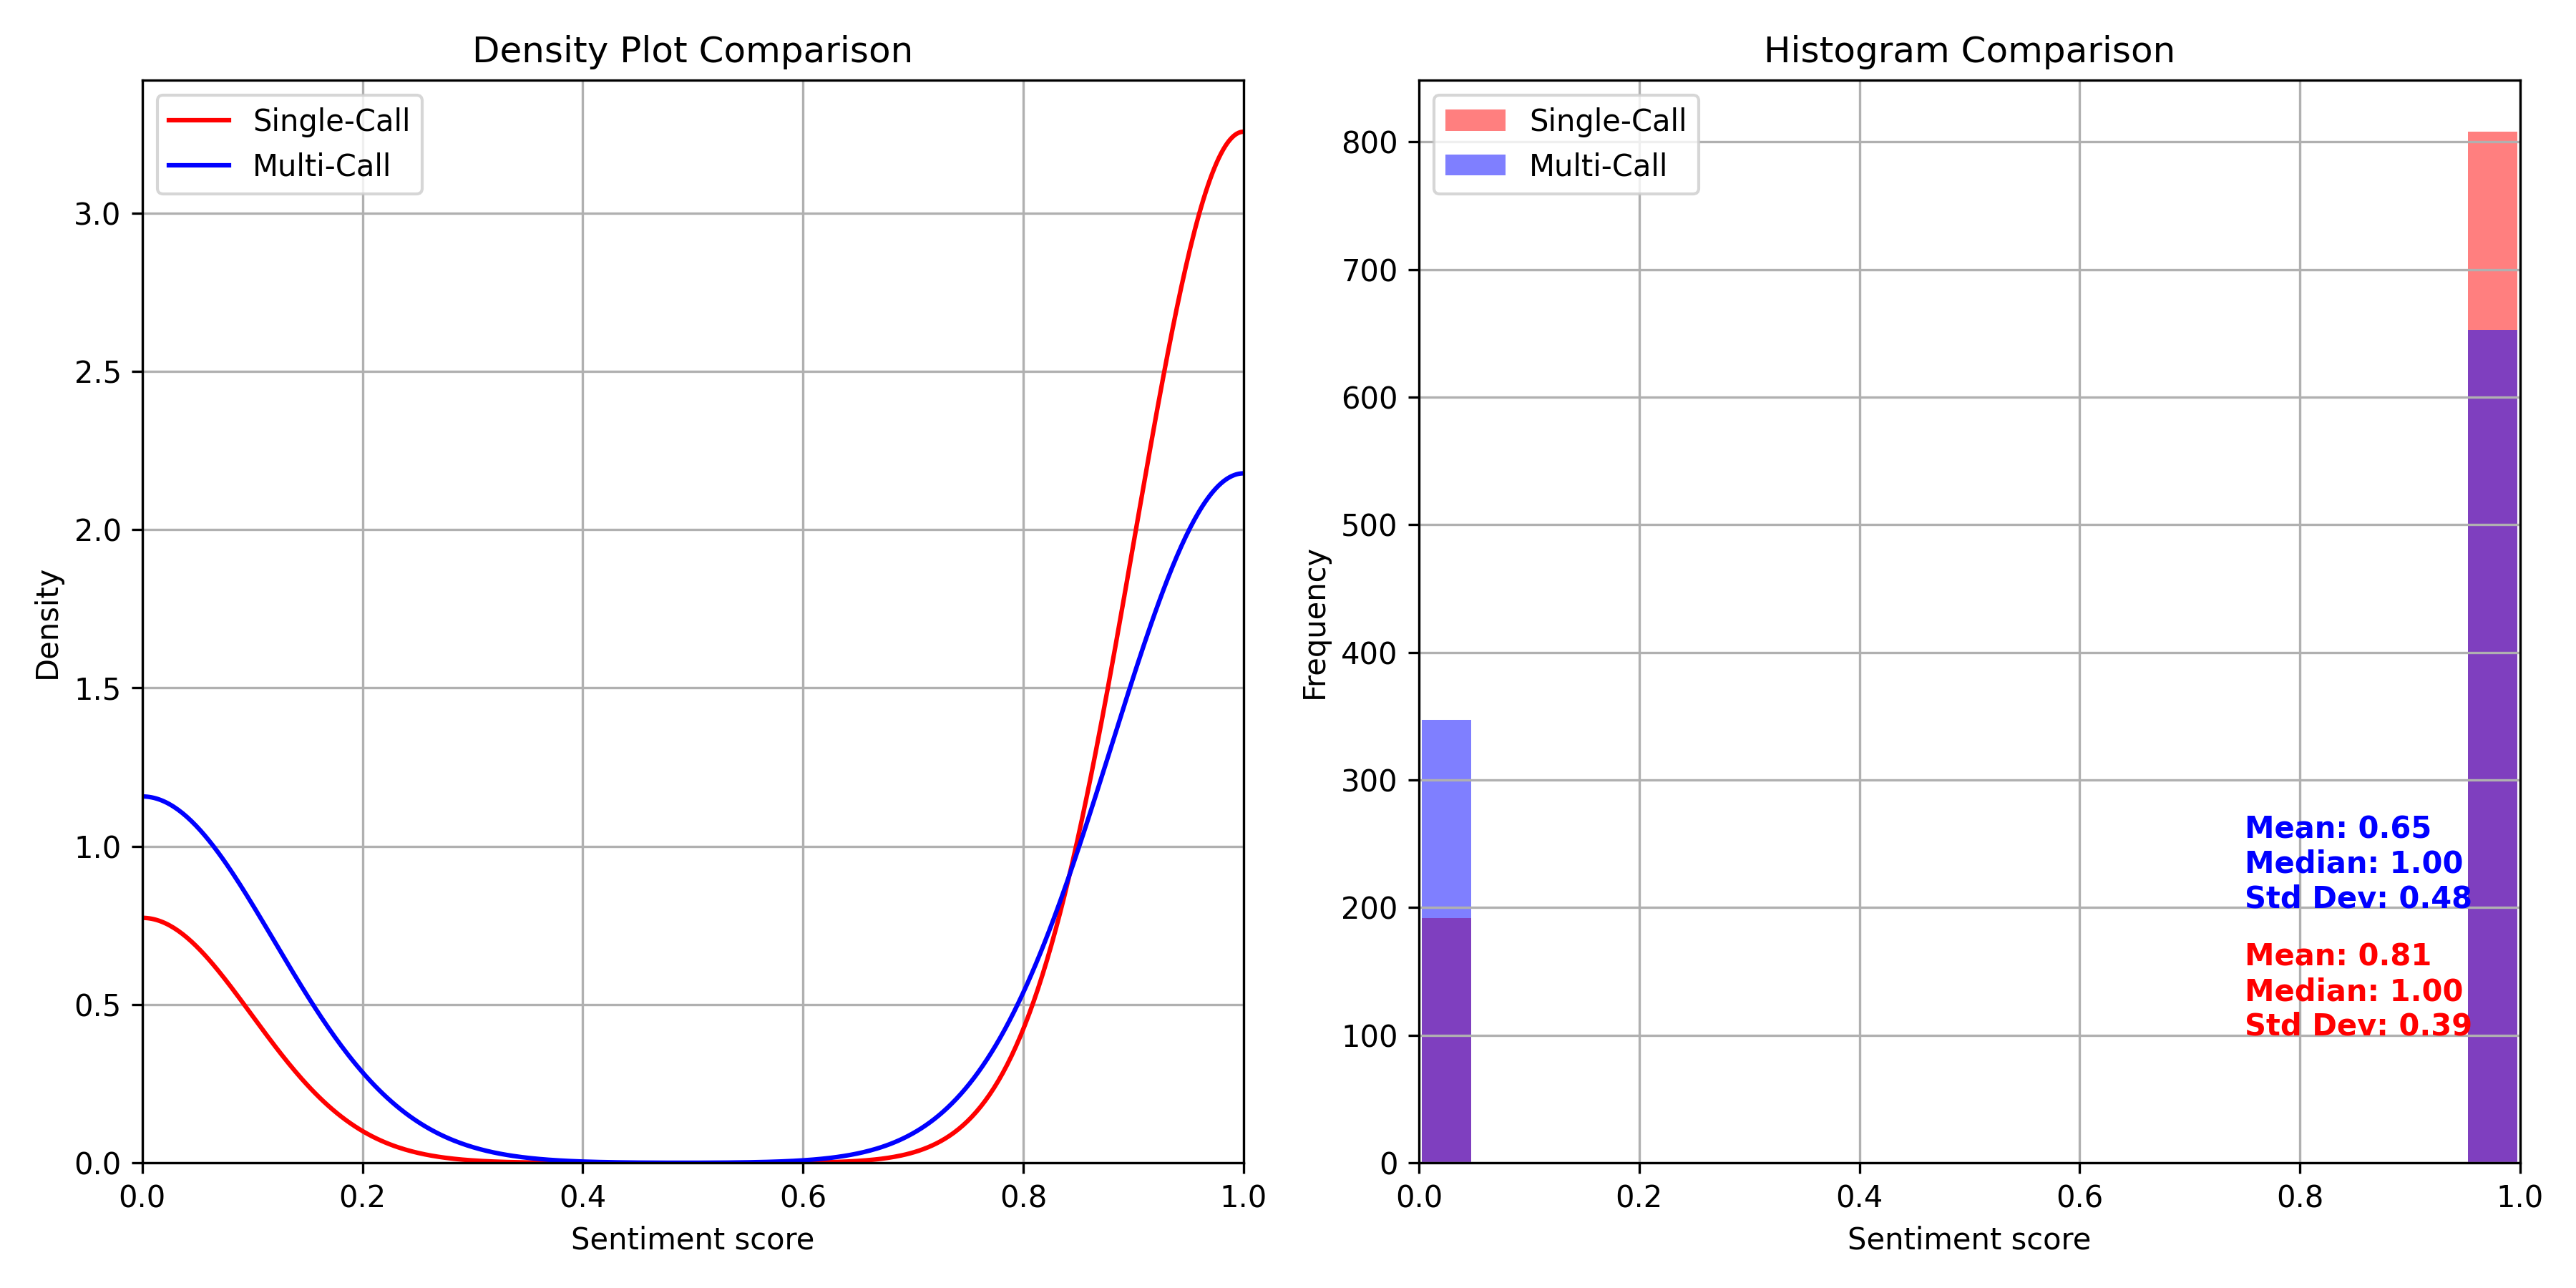 Density Plot Comparison
Single-Call
Multi-Call
3.0
2.5
2.0
1.5
1.0
0.5
0.0
Density
0.0 0.2 0.4 0.6 0.8 1.0
Sentiment score
Histogram Comparison
Single-Call
Multi-Call
800
700
600
500
400
300
200
100
0
Frequency
Mean: 0.65
Median: 1.00
Std Dev: 0.48
Mean: 0.81
Median: 1.00
Std Dev: 0.39
0.0 0.2 0.4 0.6 0.8 1.0
Sentiment score